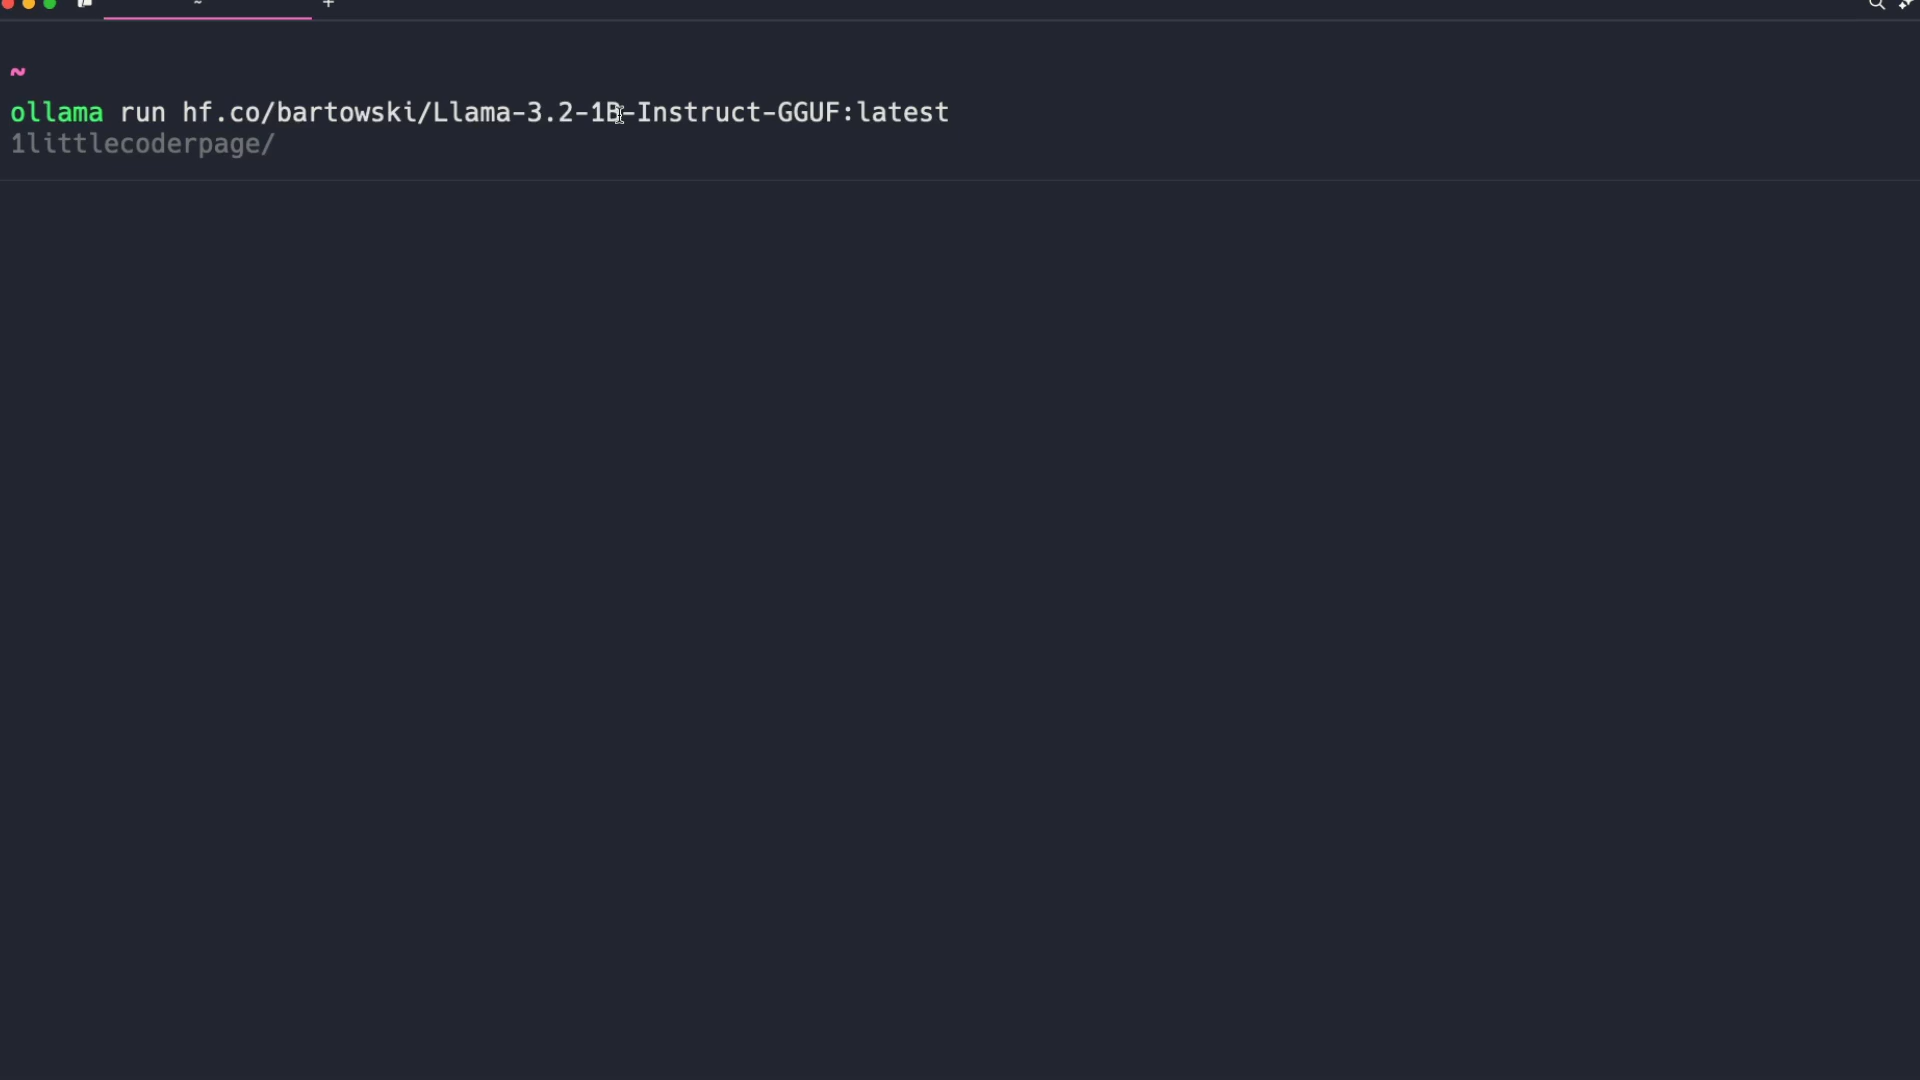 ~
~
ollama run hf.co/bartowski/Llama-3.2-1B-Instruct-GGUF:latest
1littlecoderpage/